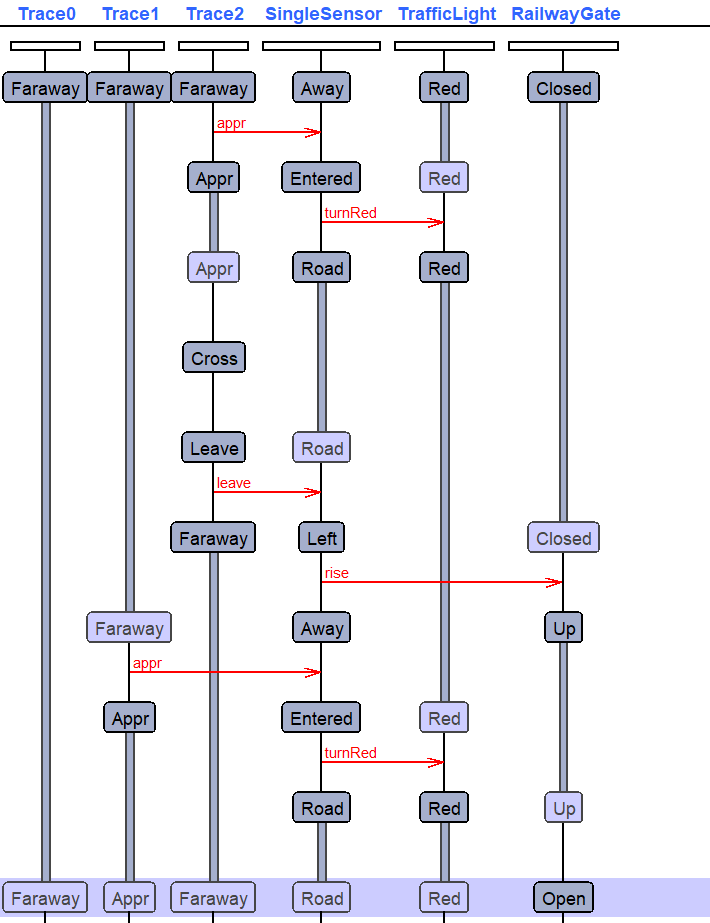 Trace0 Trace1 Trace2 SingleSensor TrafficLight RailwayGate
Faraway Faraway Faraway Away Red Closed
appr
Appr Entered Red
turnRed
Appr Road Red
Cross
Leave Road
leave
Faraway Left Closed
rise
Faraway Away Up
appr
Appr Entered Red
turnRed
Road Red Up
Faraway Appr Faraway Road Red Open